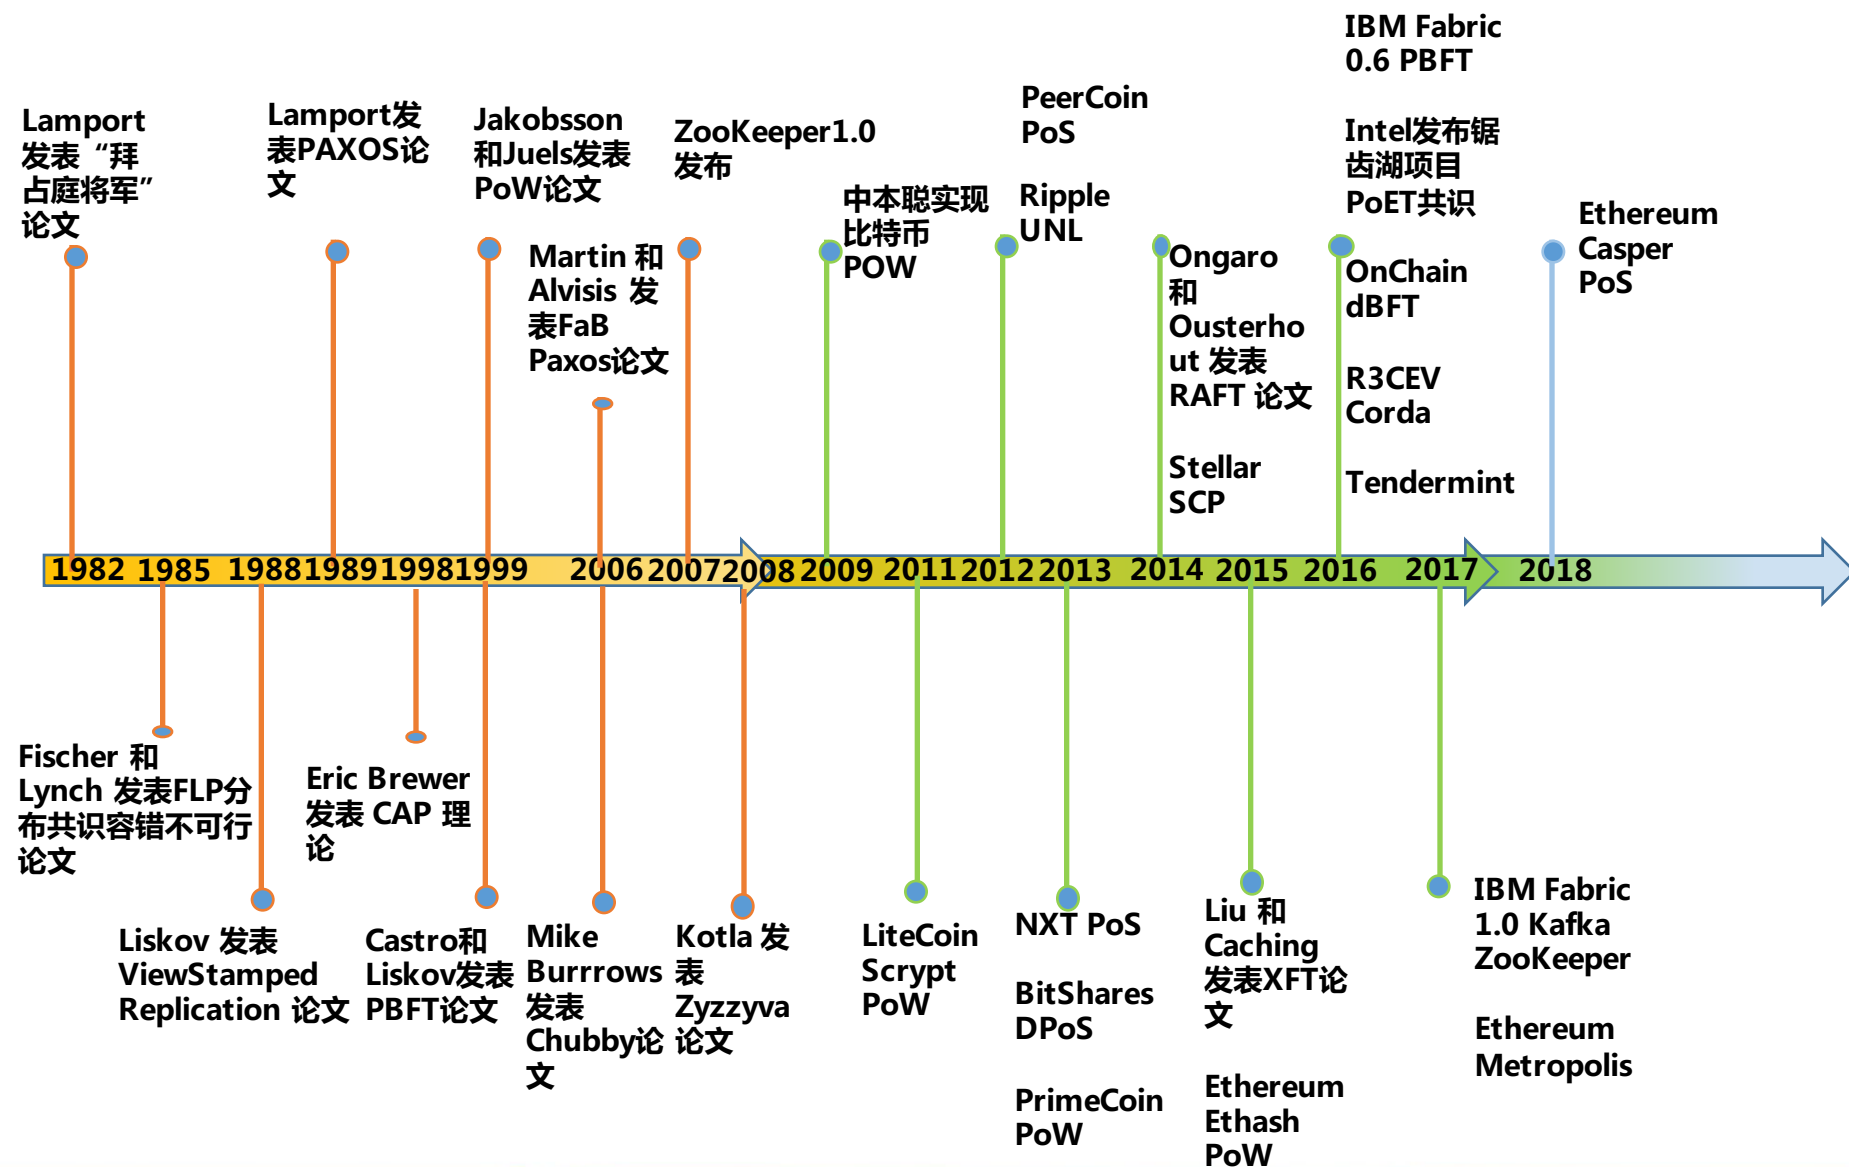 Lamport
发表“拜
占庭将军”
论文
Lamport发
表PAXOS论
文
Jakobsson
和Juels发表
PoW论文
Martin 和
Alvisis 发
表FaB
Paxos论文
ZooKeeper1.0
发布
中本聪实现
比特币
POW
PeerCoin
PoS
Ripple
UNL
Ongaro
和
Ousterho
ut 发表
RAFT 论文
Stellar
SCP
IBM Fabric
0.6 PBFT
Intel发布锯
齿湖项目
PoET共识
OnChain
dBFT
R3CEV
Corda
Tendermint
Ethereum
Casper
PoS
1982 1985 1988 1989 1998 1999 2006 2007 2008 2009 2011 2012 2013 2014 2015 2016 2017 2018
Fischer 和
Lynch 发表FLP分
布共识容错不可行
论文
Liskov 发表
ViewStamped
Replication 论文
Eric Brewer
发表 CAP 理
论
Castro和
Liskov发表
PBFT论文
Mike
Burrrows
发表
Chubby论
文
Kotla 发
表
Zyzzyva
论文
LiteCoin
Scrypt
PoW
NXT PoS
BitShares
DPoS
PrimeCoin
PoW
Liu 和
Caching
发表XFT论
文
Ethereum
Ethash
PoW
IBM Fabric
1.0 Kafka
ZooKeeper
Ethereum
Metropolis